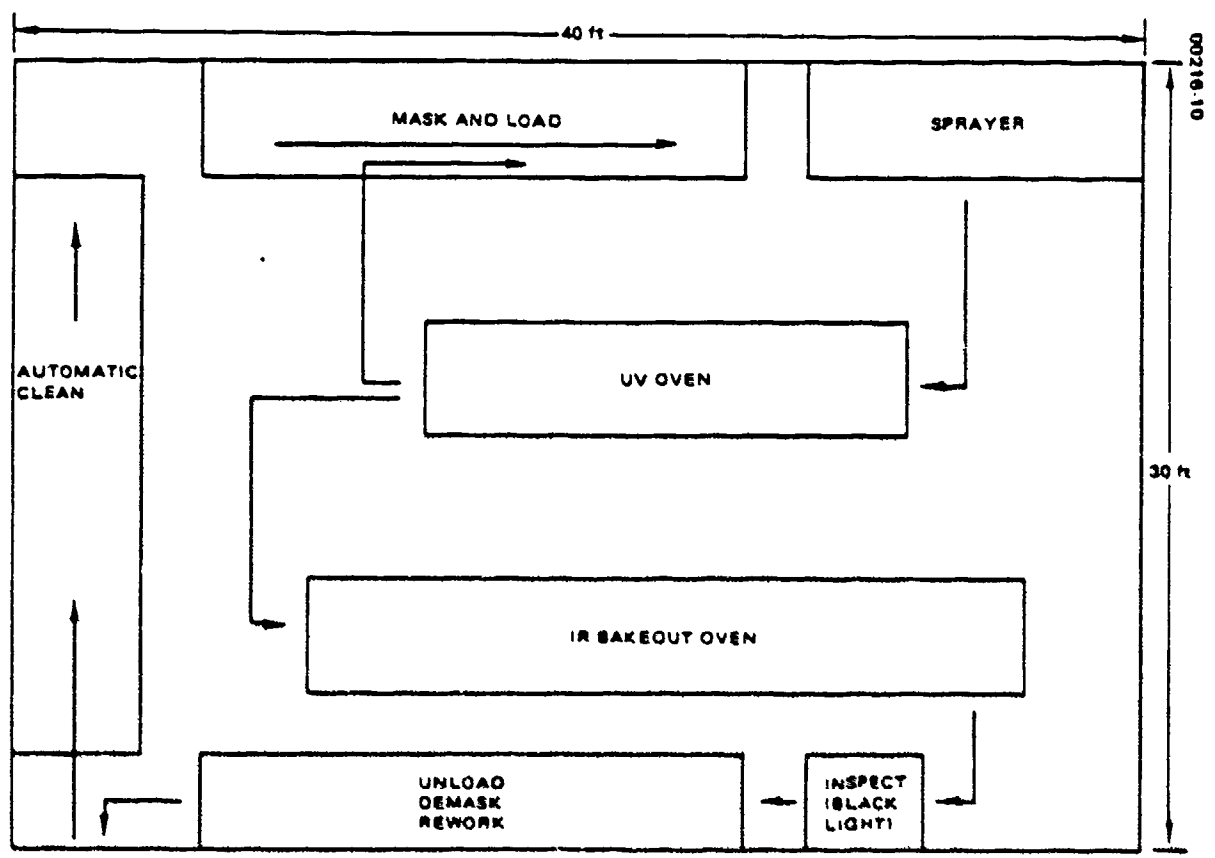 40 ft
00216-10
MASK AND LOAD
SPRAYER
AUTOMATIC
CLEAN
UV OVEN
30 ft
IR BAKEOUT OVEN
UNLOAD
DEMASK
REWORK
INSPECT
(BLACK
LIGHT)